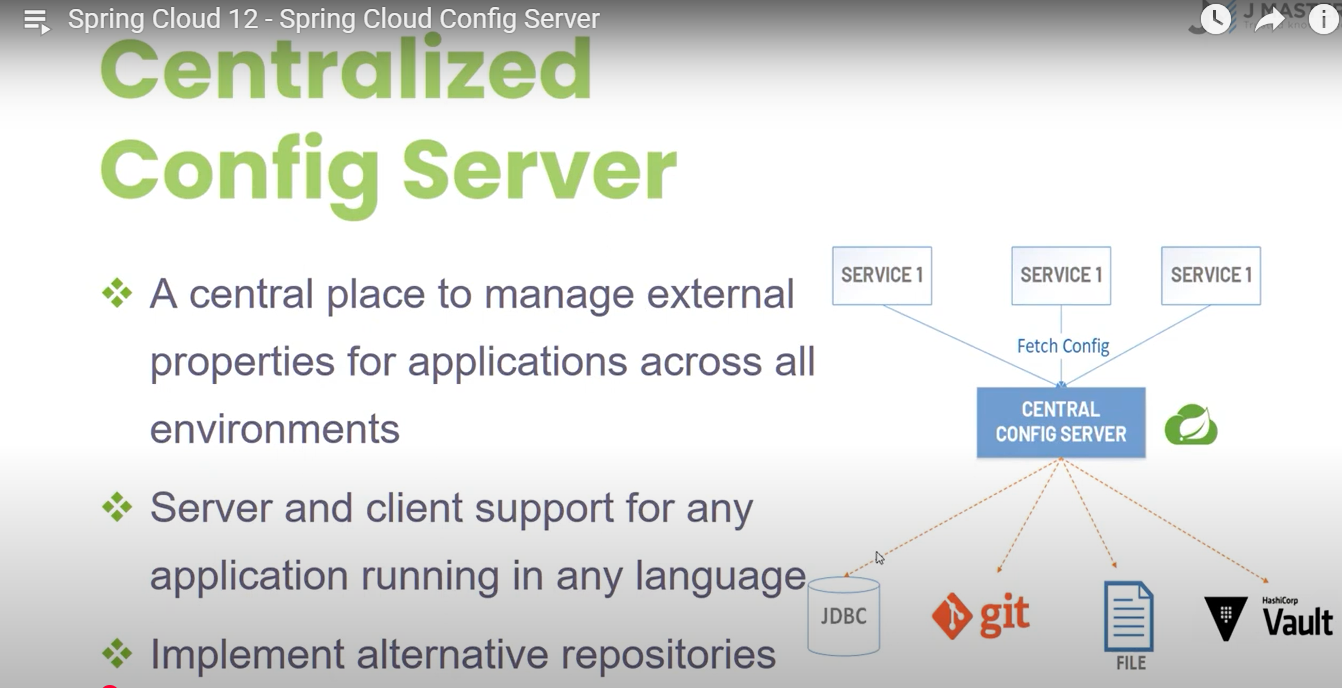 Spring Cloud 12 - Spring Cloud Config Server
J MASTER
Centralized
Config Server
A central place to manage external
properties for applications across all
environments
Server and client support for any
application running in any language
Implement alternative repositories
SERVICE 1
SERVICE 1
SERVICE 1
Fetch Config
CENTRAL
CONFIG SERVER
JDBC
git
FILE
HashiCorp
Vault